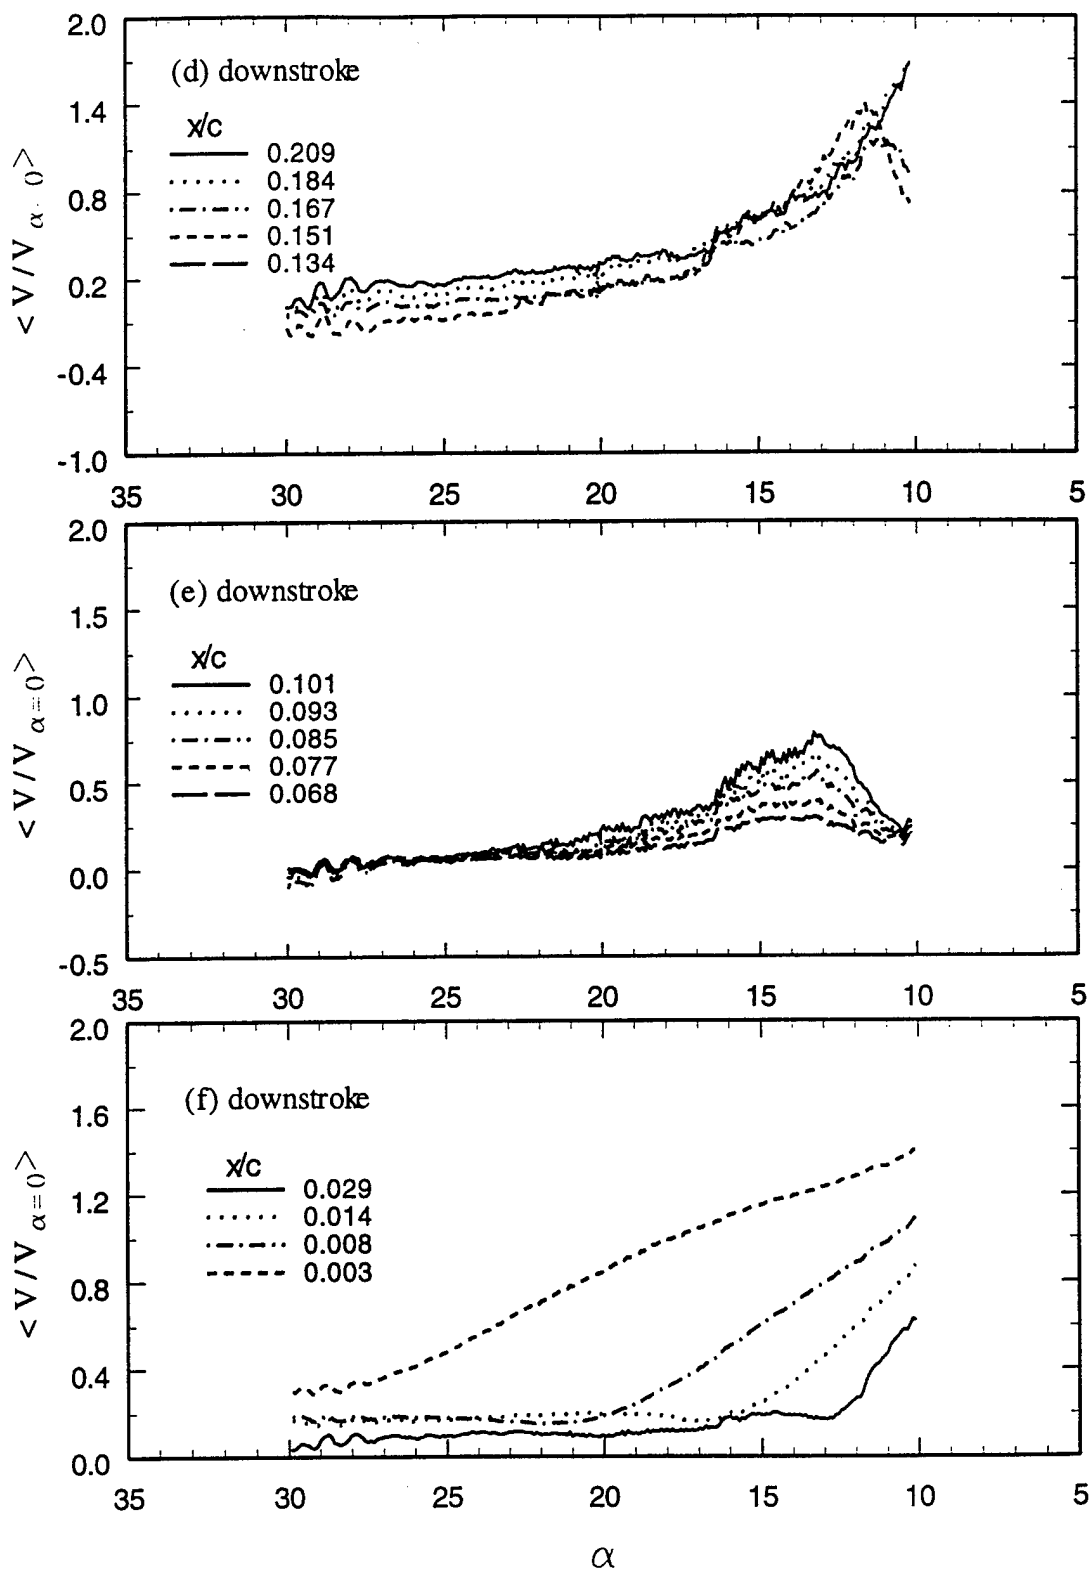 2.0
(d) downstroke
x/c
1.4
0.209
0.184
0.8
0.167
0.151
0.2
0.134
-0.4
-1.0
< V / V α · 0 >
35 30 25 20 15 10 5
2.0
(e) downstroke
1.5
x/c
1.0
0.101
0.093
0.085
0.5
0.077
0.068
0.0
-0.5
< V / V α = 0 >
35 30 25 20 15 10 5
2.0
(f) downstroke
1.6
x/c
1.2
0.029
0.014
0.008
0.8
0.003
0.4
0.0
< V / V α = 0 >
35 30 25 20 15 10 5
α